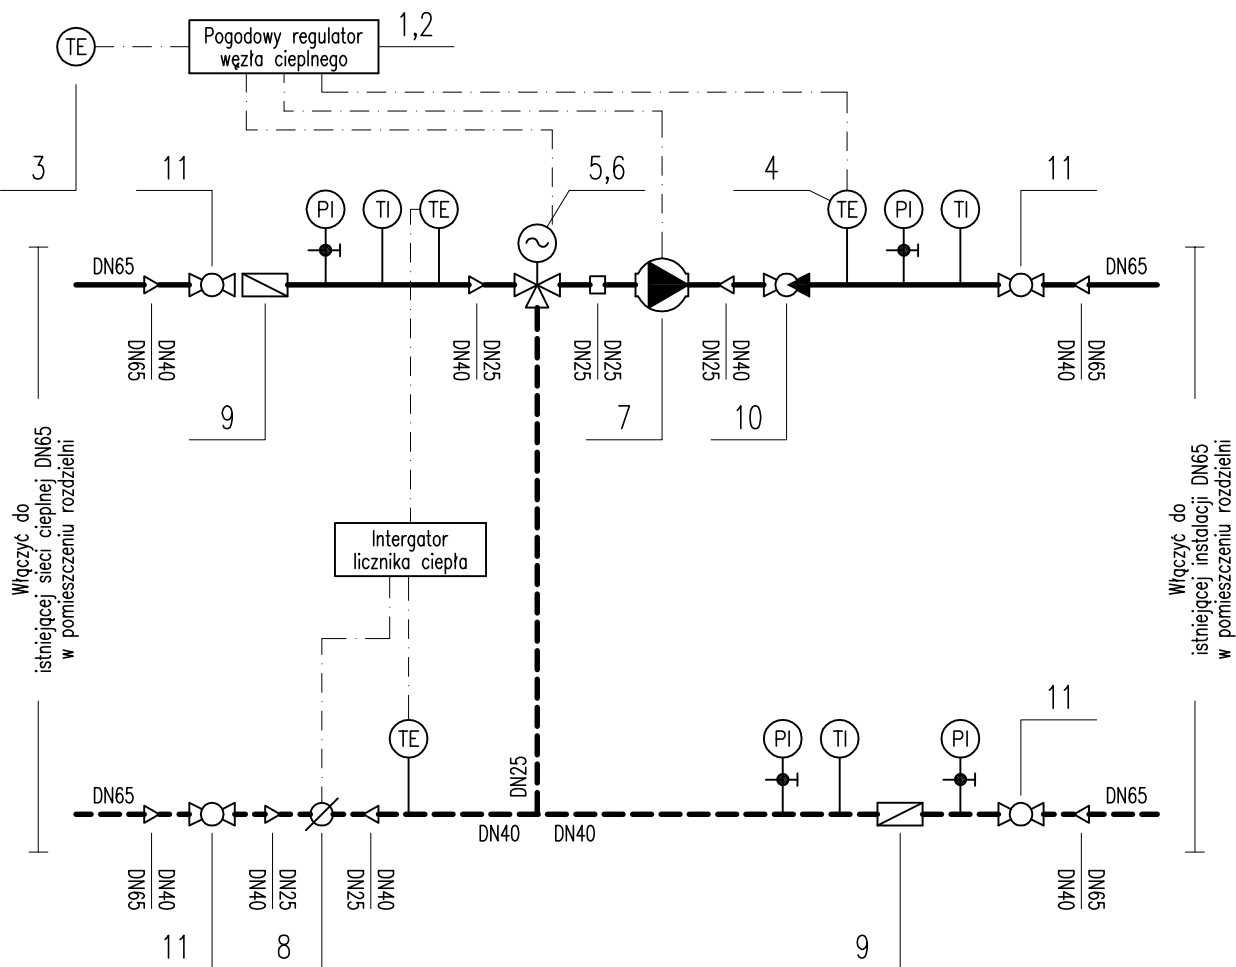 TE
Pogodowy regulator
węzła cieplnego
1,2
3
11
5,6
4
11
PI
TI
TE
TE
PI
TI
DN65
DN65
DN65
DN40
DN40
DN25
DN25
DN25
DN25
DN40
DN40
DN65
9
7
10
Włączyć do
istniejącej sieci cieplnej DN65
w pomieszczeniu rozdzielni
Intergator
licznika ciepła
Włączyć do
istniejącej instalacji DN65
w pomieszczeniu rozdzielni
11
TE
PI
TI
PI
DN65
DN25
DN40
DN40
DN65
DN65
DN40
DN40
DN25
DN25
DN40
DN40
DN65
11
8
9